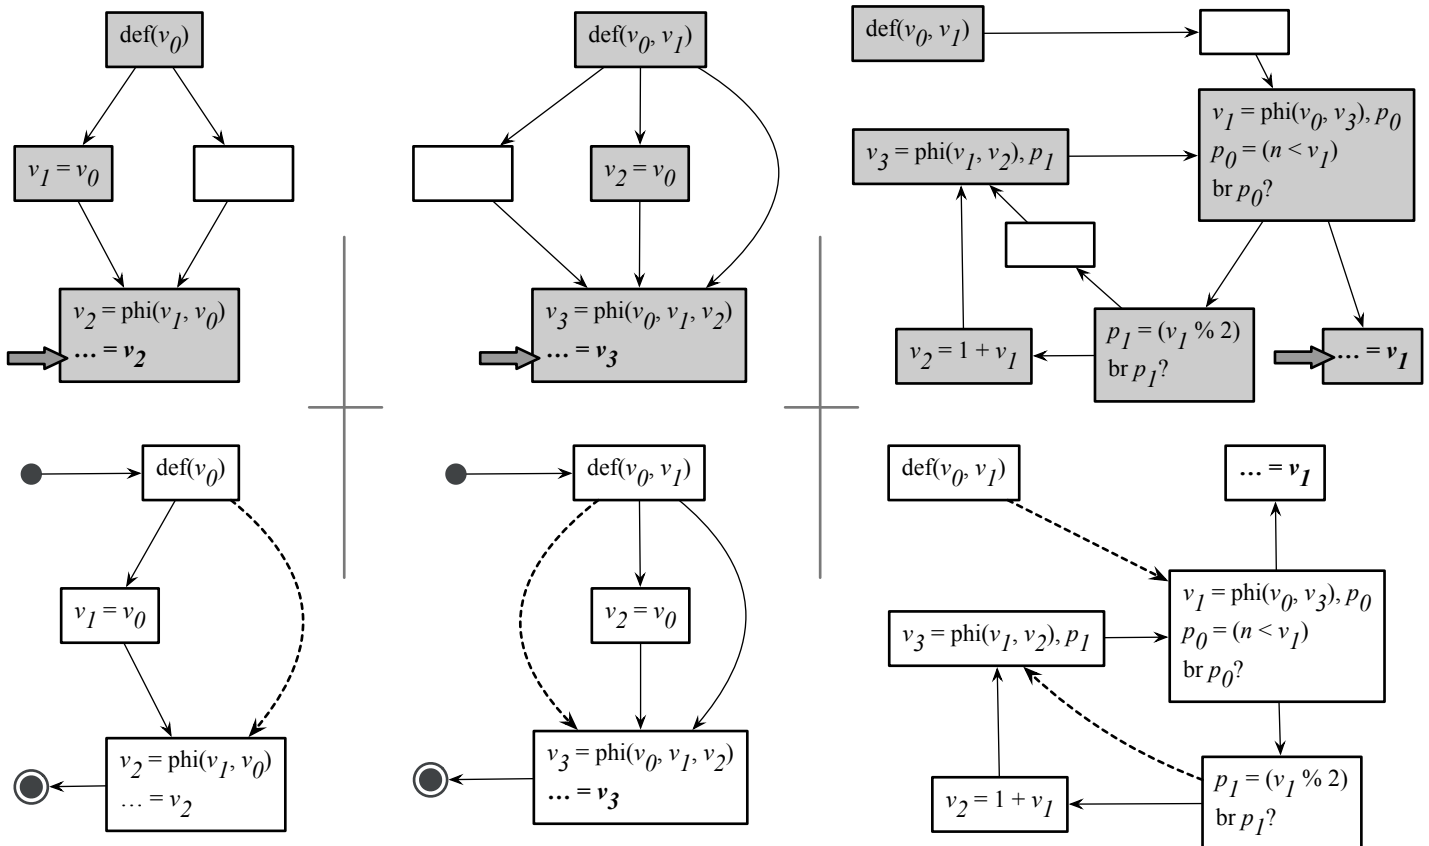 def(v0)
v1 = v0
v2 = phi(v1, v0)
… = v2
def(v0, v1)
v2 = v0
v3 = phi(v0, v1, v2)
… = v3
def(v0, v1)
v1 = phi(v0, v3), p0
p0 = (n < v1)
br p0?
v3 = phi(v1, v2), p1
p1 = (v1 % 2)
br p1?
v2 = 1 + v1
… = v1
def(v0)
v1 = v0
v2 = phi(v1, v0)
… = v2
def(v0, v1)
v2 = v0
v3 = phi(v0, v1, v2)
… = v3
def(v0, v1)
… = v1
v1 = phi(v0, v3), p0
p0 = (n < v1)
br p0?
v3 = phi(v1, v2), p1
p1 = (v1 % 2)
br p1?
v2 = 1 + v1